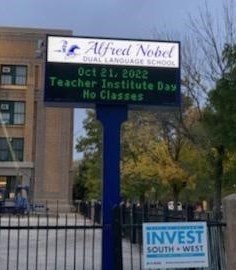 Alfred Nobel
DUAL LANGUAGE SCHOOL
Oct 21, 2022
Teacher Institute Day
No Classes
INVEST
SOUTH WEST